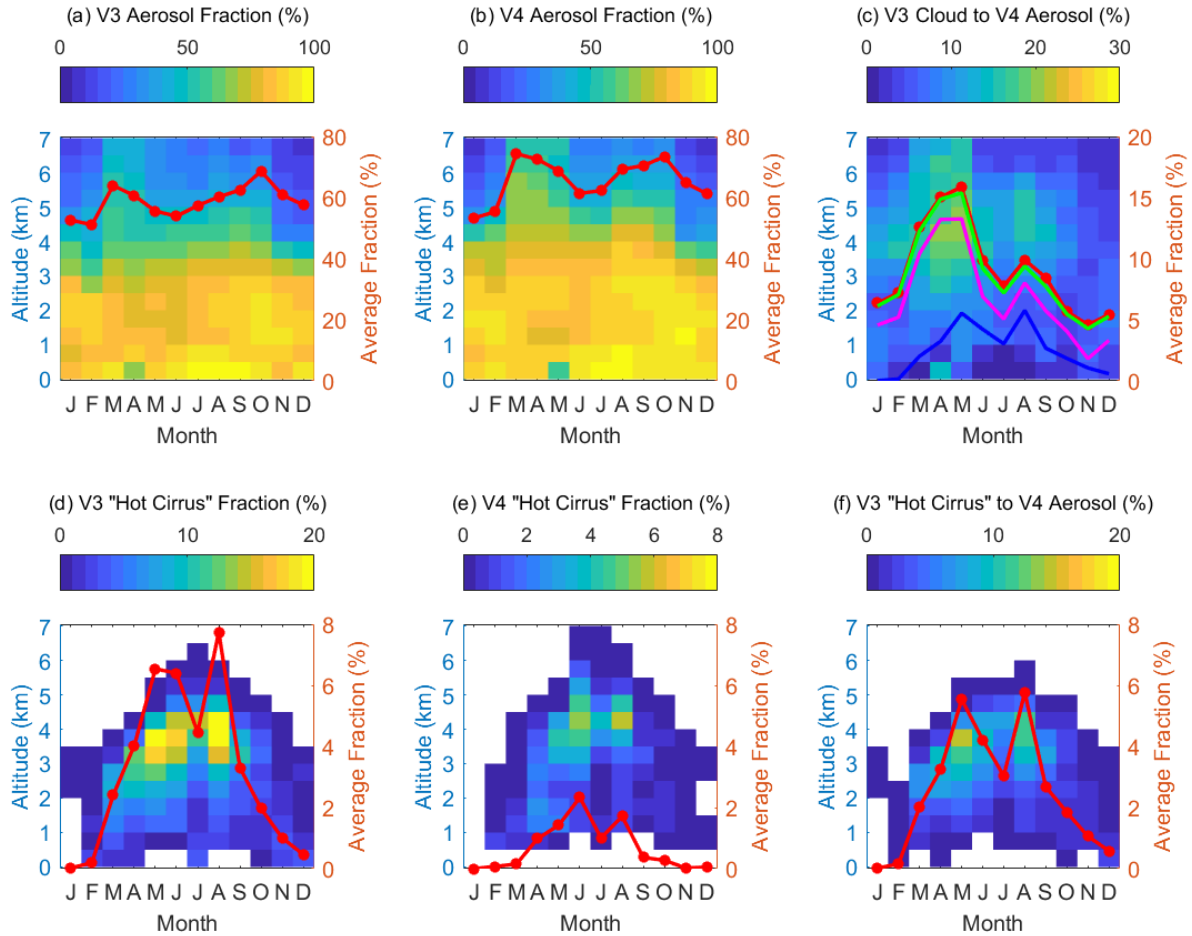 (a) V3 Aerosol Fraction (%)
0 50 100
7 6 5 4 3 2 1 0
Altitude (km)
80 60 40 20 0
Average Fraction (%)
J F M A M J J A S O N D
Month
(b) V4 Aerosol Fraction (%)
0 50 100
7 6 5 4 3 2 1 0
Altitude (km)
80 60 40 20 0
Average Fraction (%)
J F M A M J J A S O N D
Month
(c) V3 Cloud to V4 Aerosol (%)
0 10 20 30
7 6 5 4 3 2 1 0
Altitude (km)
20 15 10 5 0
Average Fraction (%)
J F M A M J J A S O N D
Month
(d) V3 "Hot Cirrus" Fraction (%)
0 10 20
7 6 5 4 3 2 1 0
Altitude (km)
8 6 4 2 0
Average Fraction (%)
J F M A M J J A S O N D
Month
(e) V4 "Hot Cirrus" Fraction (%)
0 2 4 6 8
7 6 5 4 3 2 1 0
Altitude (km)
8 6 4 2 0
Average Fraction (%)
J F M A M J J A S O N D
Month
(f) V3 "Hot Cirrus" to V4 Aerosol (%)
0 10 20
7 6 5 4 3 2 1 0
Altitude (km)
8 6 4 2 0
Average Fraction (%)
J F M A M J J A S O N D
Month